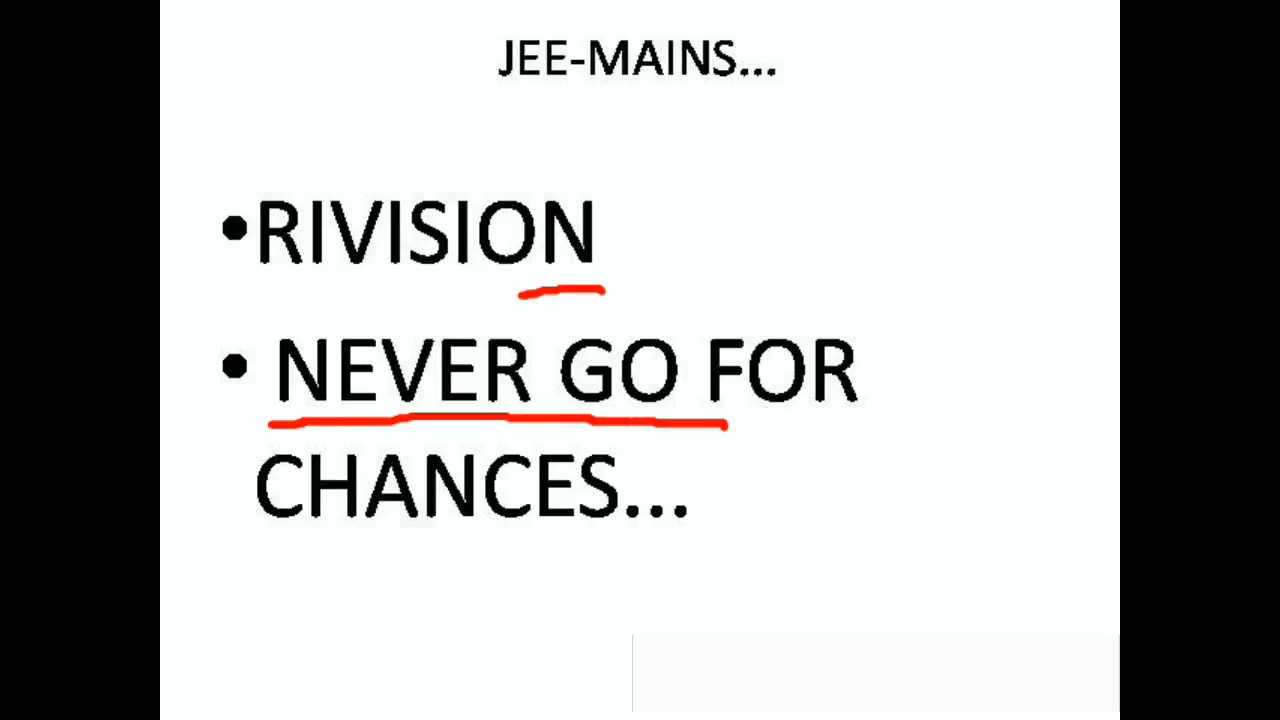 JEE-MAINS...
•RIVISION
• NEVER GO FOR
CHANCES...